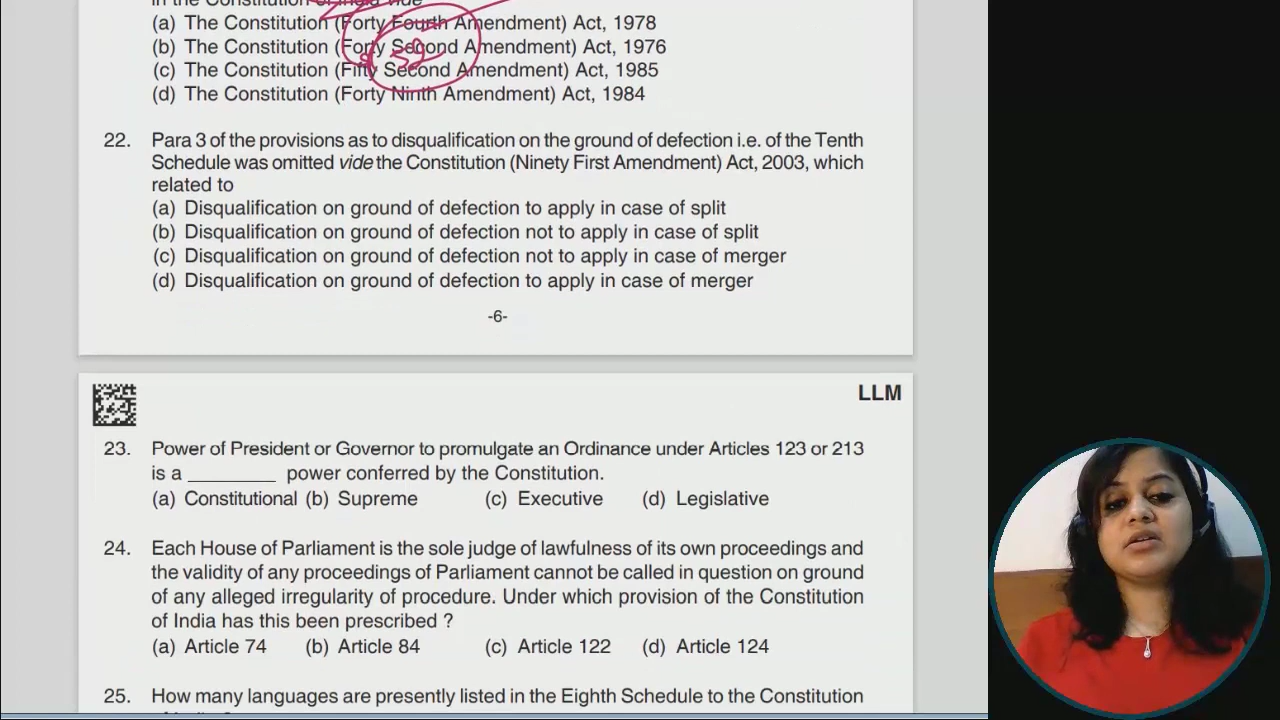 in the Constitution of India vide
(a) The Constitution (Forty Fourth Amendment) Act, 1978
(b) The Constitution (Forty Second Amendment) Act, 1976
(c) The Constitution (Fifty Second Amendment) Act, 1985
(d) The Constitution (Forty Ninth Amendment) Act, 1984
52
22. Para 3 of the provisions as to disqualification on the ground of defection i.e. of the Tenth
Schedule was omitted vide the Constitution (Ninety First Amendment) Act, 2003, which
related to
(a) Disqualification on ground of defection to apply in case of split
(b) Disqualification on ground of defection not to apply in case of split
(c) Disqualification on ground of defection not to apply in case of merger
(d) Disqualification on ground of defection to apply in case of merger
-6-
LLM
23. Power of President or Governor to promulgate an Ordinance under Articles 123 or 213
is a ________ power conferred by the Constitution.
(a) Constitutional (b) Supreme (c) Executive (d) Legislative
24. Each House of Parliament is the sole judge of lawfulness of its own proceedings and
the validity of any proceedings of Parliament cannot be called in question on ground
of any alleged irregularity of procedure. Under which provision of the Constitution
of India has this been prescribed ?
(a) Article 74 (b) Article 84 (c) Article 122 (d) Article 124
25. How many languages are presently listed in the Eighth Schedule to the Constitution